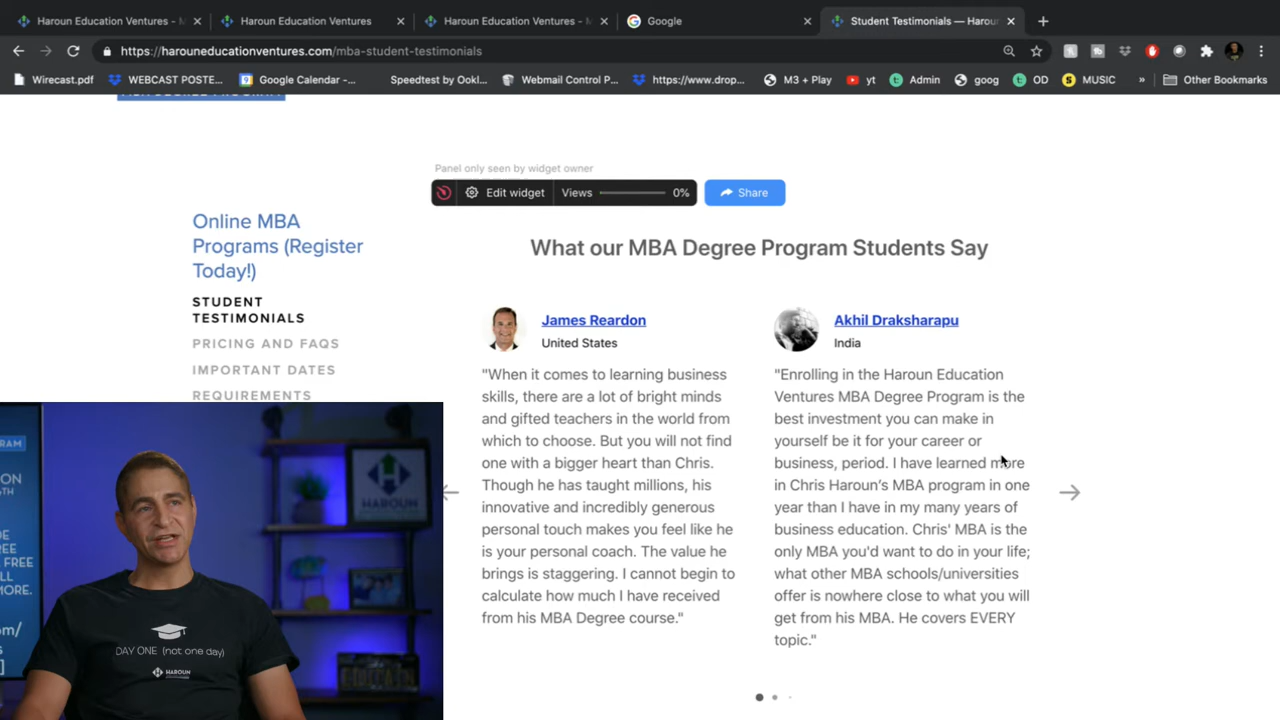 Haroun Education Ventures - M
Haroun Education Ventures
Haroun Education Ventures - M
Google
Student Testimonials — Haroun
https://harouneducationventures.com/mba-student-testimonials
Wirecast.pdf
WEBCAST POSTE...
Google Calendar -...
Speedtest by Ookl...
Webmail Control P...
https://www.drop...
M3 + Play
yt
Admin
goog
OD
MUSIC
»
Other Bookmarks
Panel only seen by widget owner
Edit widget
Views
0%
Share
Online MBA
Programs (Register
Today!)
STUDENT
TESTIMONIALS
PRICING AND FAQS
IMPORTANT DATES
REQUIREMENTS
What our MBA Degree Program Students Say
James Reardon
United States
"When it comes to learning business
skills, there are a lot of bright minds
and gifted teachers in the world from
which to choose. But you will not find
one with a bigger heart than Chris.
Though he has taught millions, his
innovative and incredibly generous
personal touch makes you feel like he
is your personal coach. The value he
brings is staggering. I cannot begin to
calculate how much I have received
from his MBA Degree course."
Akhil Draksharapu
India
"Enrolling in the Haroun Education
Ventures MBA Degree Program is the
best investment you can make in
yourself be it for your career or
business, period. I have learned more
in Chris Haroun's MBA program in one
year than I have in my many years of
business education. Chris' MBA is the
only MBA you'd want to do in your life;
what other MBA schools/universities
offer is nowhere close to what you will
get from his MBA. He covers EVERY
topic."
HAROUN
DAY ONE (not one day)
HAROUN